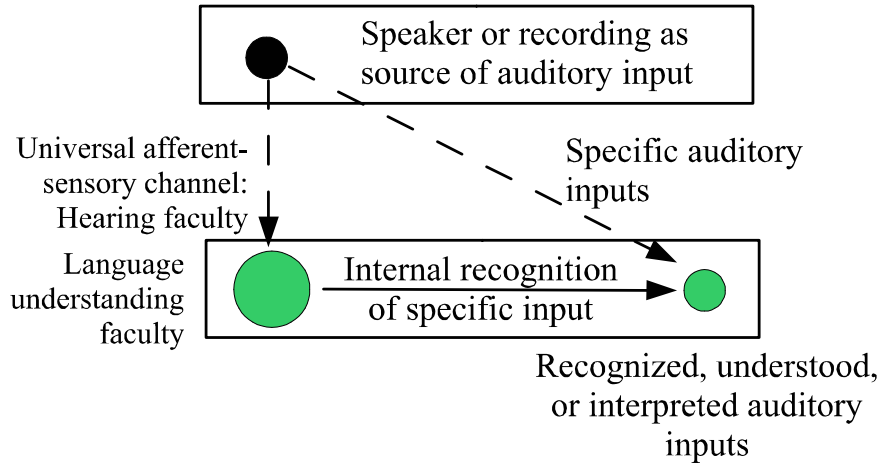 Speaker or recording as
source of auditory input
Universal afferent-
sensory channel:
Hearing faculty
Specific auditory
inputs
Language
understanding
faculty
Internal recognition
of specific input
Recognized, understood,
or interpreted auditory
inputs